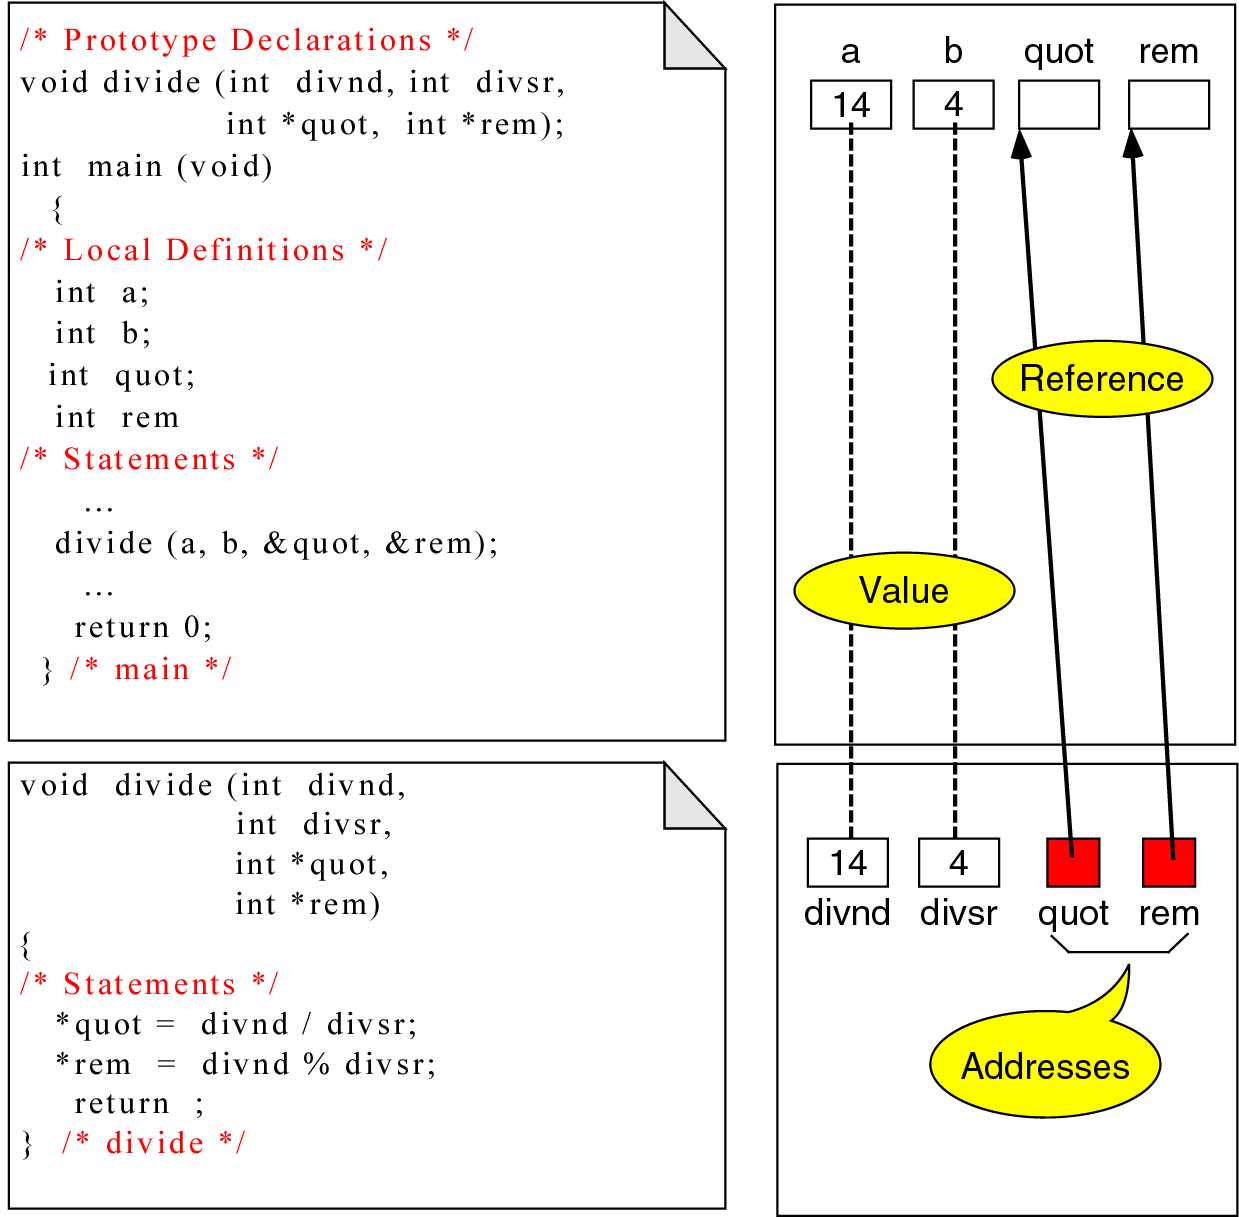 /* Prototype Declarations */
void divide (int divnd, int divsr,
int *quot, int *rem);
int main (void)
{
/* Local Definitions */
int a;
int b;
int quot;
int rem
/* Statements */
...
divide (a, b, &quot, &rem);
...
return 0;
} /* main */
a b quot rem
14 4
Reference
Value
void divide (int divnd,
int divsr,
int *quot,
int *rem)
{
/* Statements */
*quot = divnd / divsr;
*rem = divnd % divsr;
return ;
} /* divide */
14 4
divnd divsr quot rem
Addresses